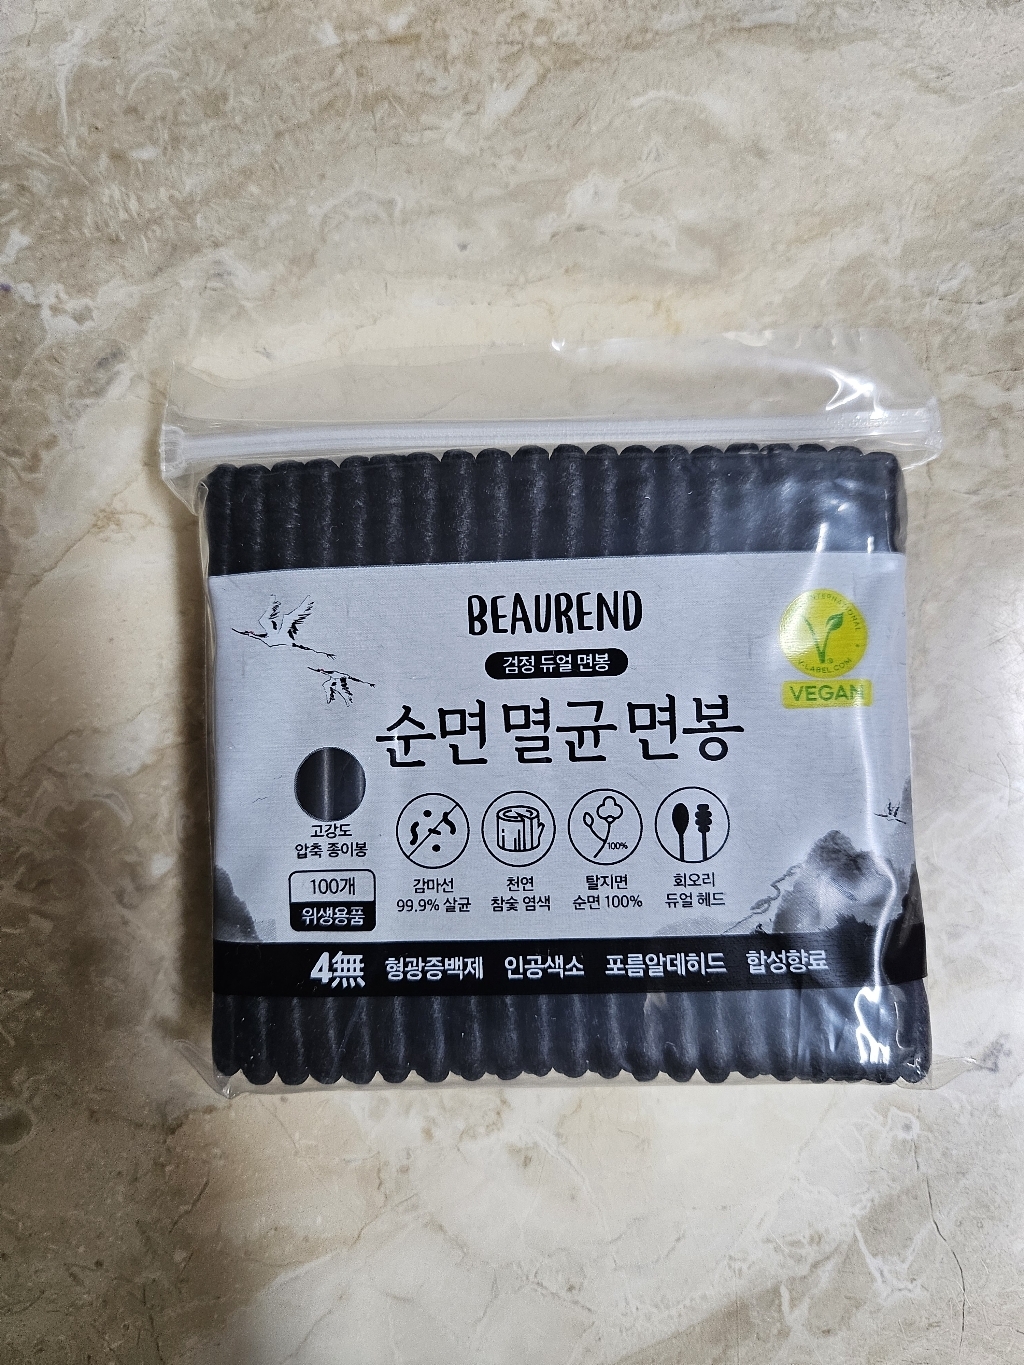 BEAUREND
검정 듀얼 면봉
순면 멸균 면봉
INTERNATIONAL
V-LABEL.COM
VEGAN
고강도
압축 종이봉
100개
위생용품
감마선
99.9% 살균
천연
참숯 염색
100%
탈지면
순면 100%
회오리
듀얼 헤드
4無 형광증백제 인공색소 포름알데히드 합성향료